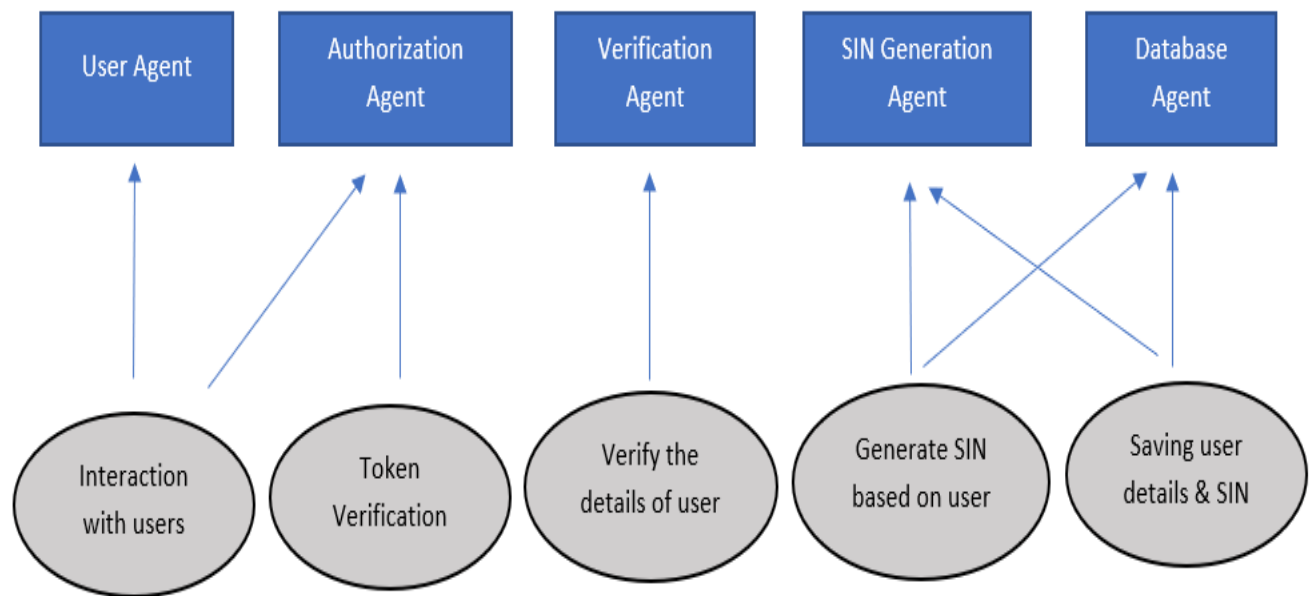 User Agent
Authorization
Agent
Verification
Agent
SIN Generation
Agent
Database
Agent
Interaction
with users
Token
Verification
Verify the
details of user
Generate SIN
based on user
Saving user
details & SIN